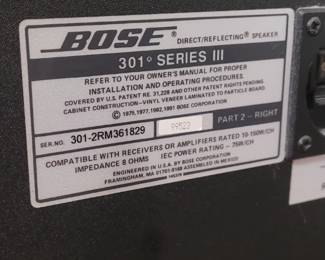 BOSE DIRECT/REFLECTING® SPEAKER
301® SERIES III
REFER TO YOUR OWNER'S MANUAL FOR PROPER
INSTALLATION AND OPERATING PROCEDURES.
COVERED BY U.S. PATENT RE. 31,228 AND OTHER PATENT RIGHTS PENDING.
CABINET CONSTRUCTION—VINYL VENEER LAMINATED TO PARTICLE BOARD
© 1975, 1977, 1982, 1991 BOSE CORPORATION
SER.NO. 301-2RM361829 PART 2 - RIGHT
COMPATIBLE WITH RECEIVERS OR AMPLIFIERS RATED 10-150W/CH
IMPEDANCE 8 OHMS IEC POWER RATING - 75W/CH
ENGINEERED IN U.S.A. BY BOSE CORPORATION
FRAMINGHAM, MA 01701-9168 ASSEMBLED IN MEXICO